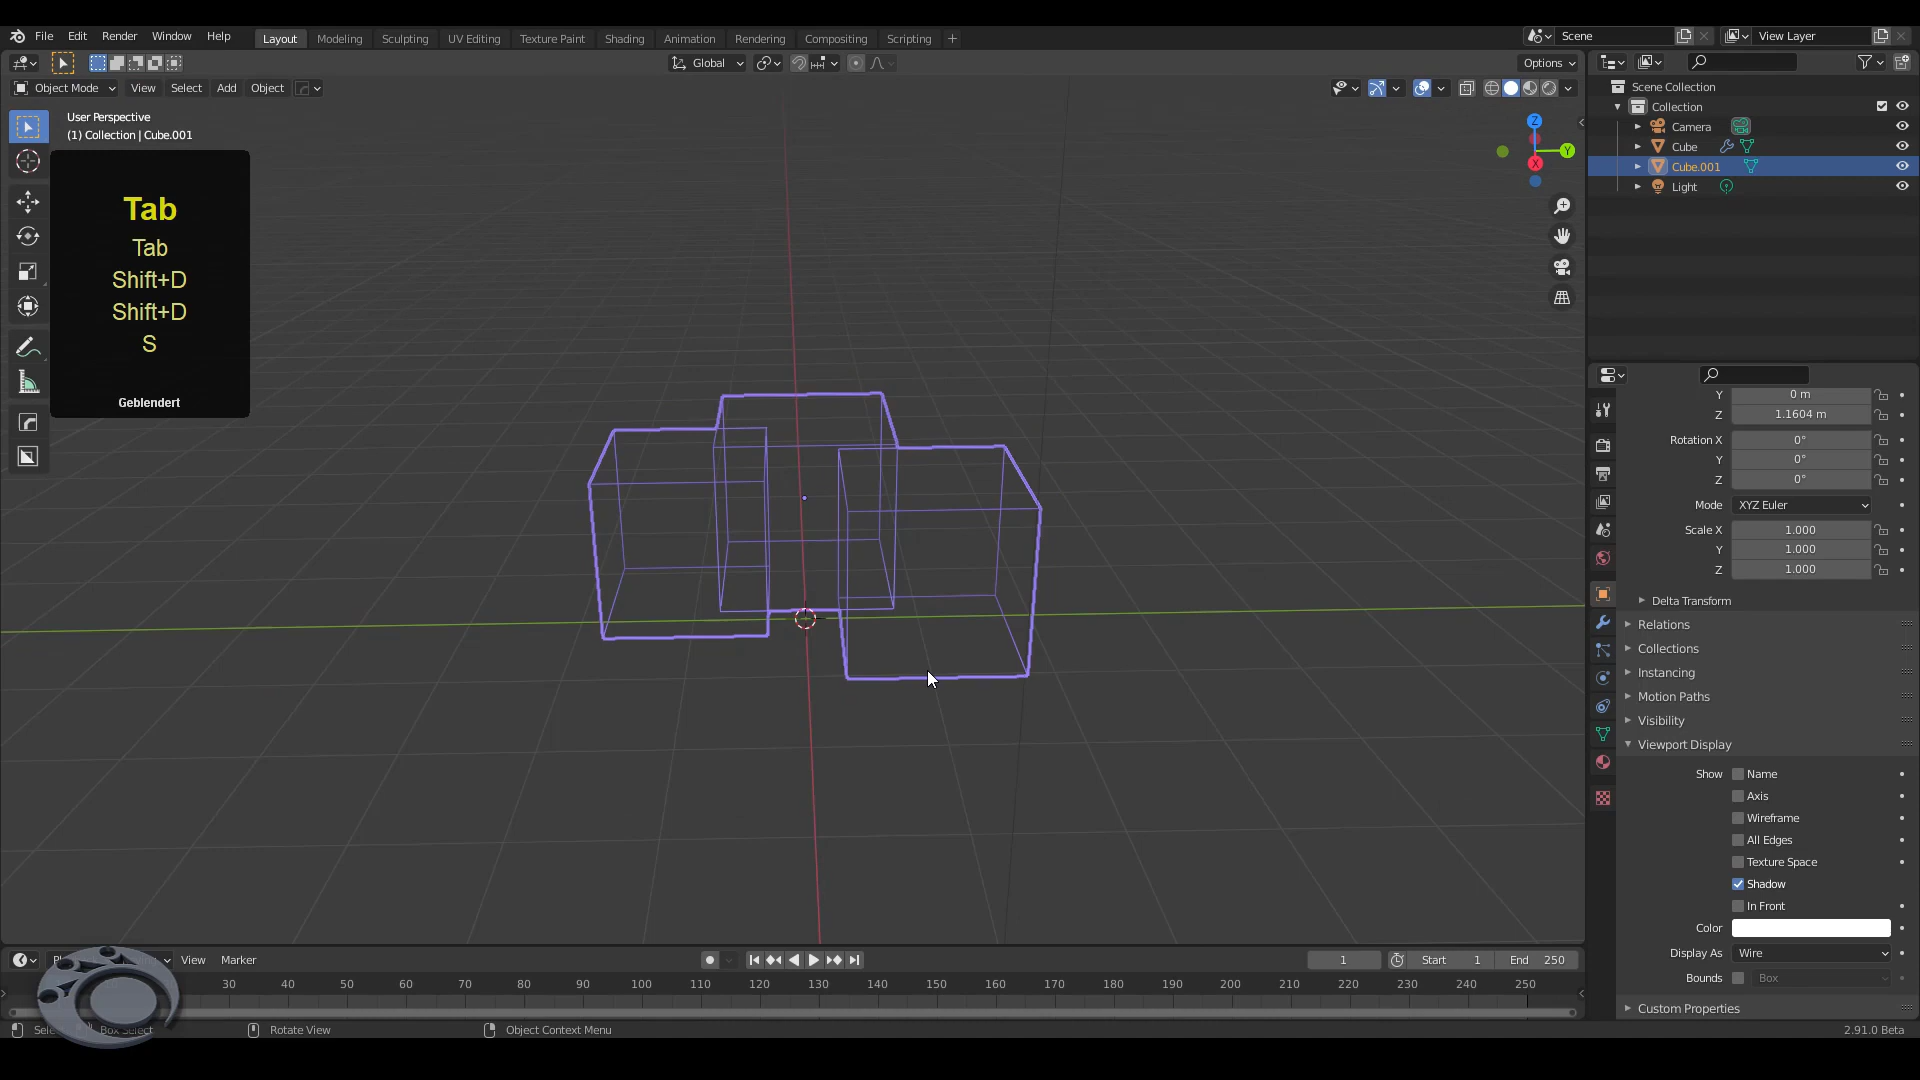 File Edit Render Window Help
Layout Modeling Sculpting UV Editing Texture Paint Shading Animation Rendering Compositing Scripting +
Scene
View Layer
Global
Options
Object Mode View Select Add Object
User Perspective
(1) Collection | Cube.001
Tab
Tab
Shift+D
Shift+D
S
Geblendert
Z
Y
X
Scene Collection
Collection
Camera
Cube
Cube.001
Light
Y 0 m
Z 1.1604 m
Rotation X 0°
Y 0°
Z 0°
Mode XYZ Euler
Scale X 1.000
Y 1.000
Z 1.000
Delta Transform
Relations
Collections
Instancing
Motion Paths
Visibility
Viewport Display
Show Name
Axis
Wireframe
All Edges
Texture Space
Shadow
In Front
Color
Display As Wire
Bounds Box
Custom Properties
View Marker
1 Start 1 End 250
30 40 50 60 70 80 90 100 110 120 130 140 150 160 170 180 190 200 210 220 230 240 250
Box Select Rotate View Object Context Menu
2.91.0 Beta